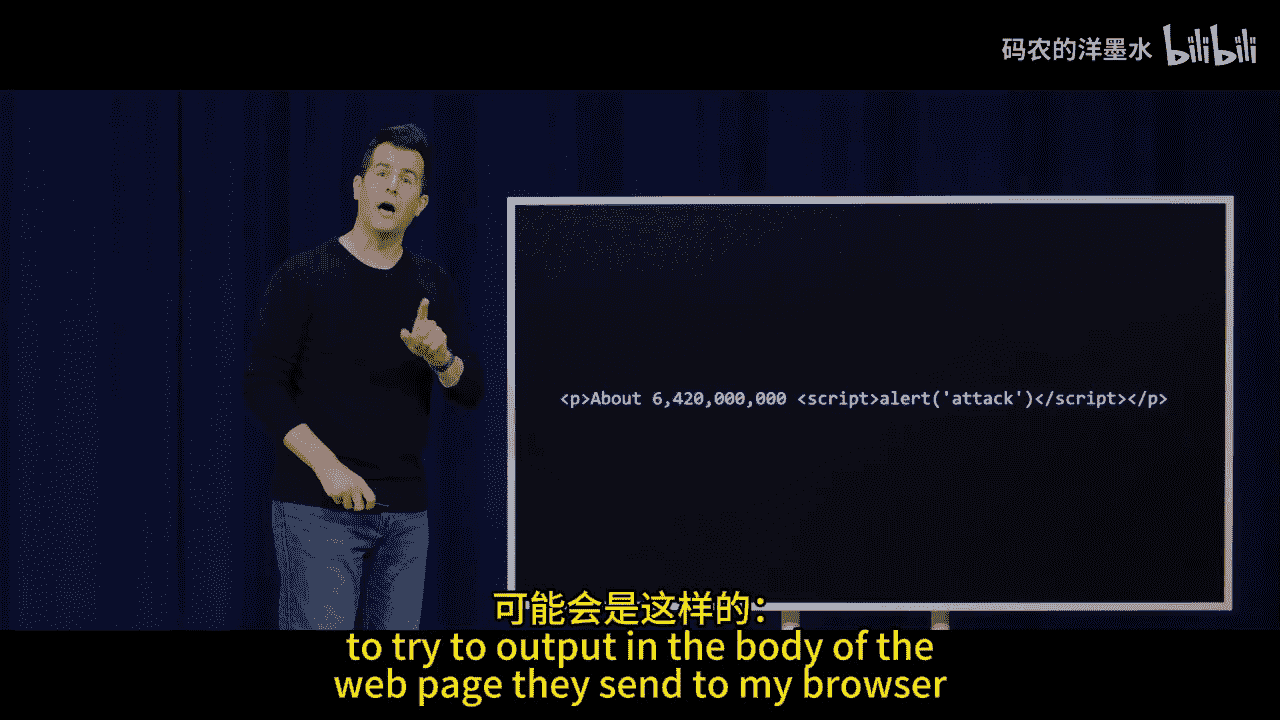 码农的洋墨水 bilibili
<p>About 6,420,000,000 <script>alert('attack')</script></p>
可能会是这样的：
to try to output in the body of the
web page they send to my browser